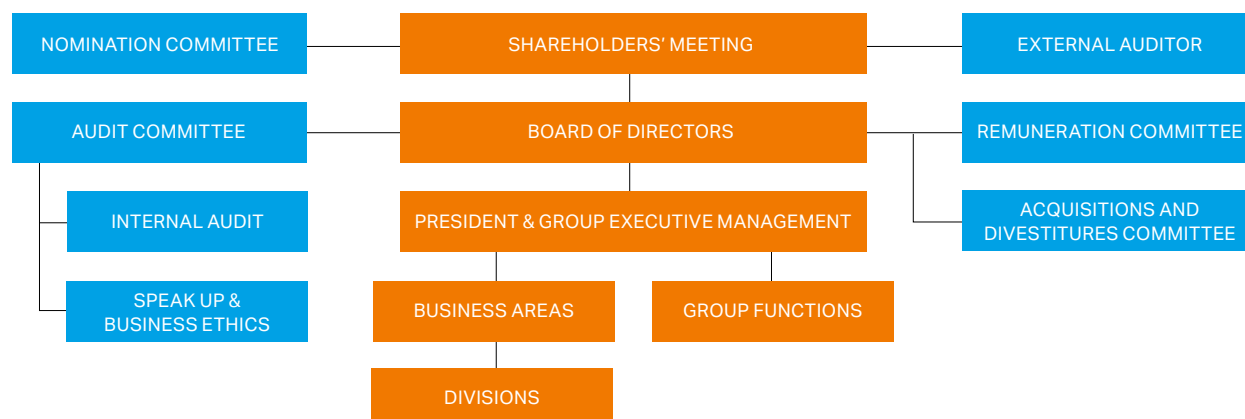 NOMINATION COMMITTEE
SHAREHOLDERS’ MEETING
EXTERNAL AUDITOR
AUDIT COMMITTEE
BOARD OF DIRECTORS
REMUNERATION COMMITTEE
INTERNAL AUDIT
PRESIDENT & GROUP EXECUTIVE MANAGEMENT
ACQUISITIONS AND
DIVESTITURES COMMITTEE
SPEAK UP &
BUSINESS ETHICS
BUSINESS AREAS
GROUP FUNCTIONS
DIVISIONS